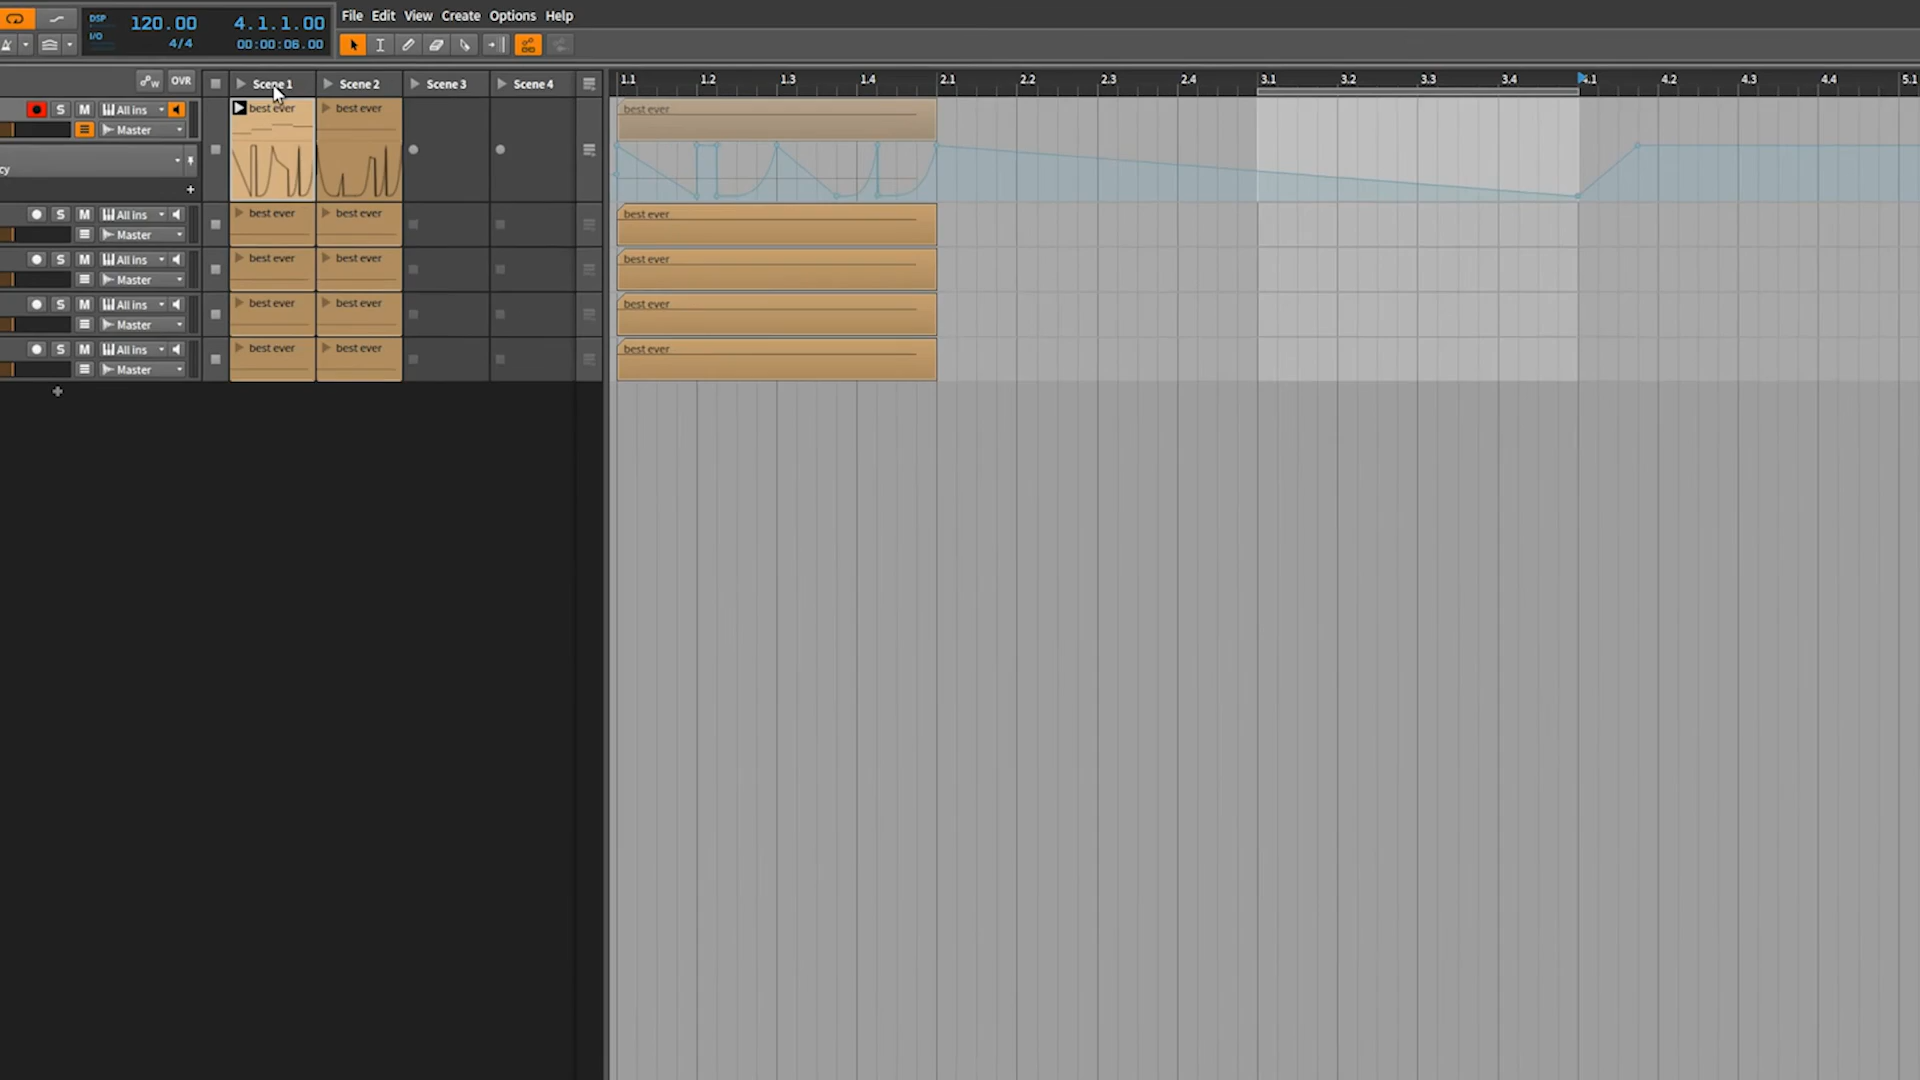 File Edit View Create Options Help
DSP 120.00 4.1.1.00
I/O 4/4 00:00:06.00
OVR Scene 1 Scene 2 Scene 3 Scene 4 1.1 1.2 1.3 1.4 2.1 2.2 2.3 2.4 3.1 3.2 3.3 3.4 4.1 4.2 4.3 4.4 5.1
S M All ins best ever best ever best ever
Master
cy
S M All ins best ever best ever best ever
Master
S M All ins best ever best ever best ever
Master
S M All ins best ever best ever best ever
Master
S M All ins best ever best ever best ever
Master